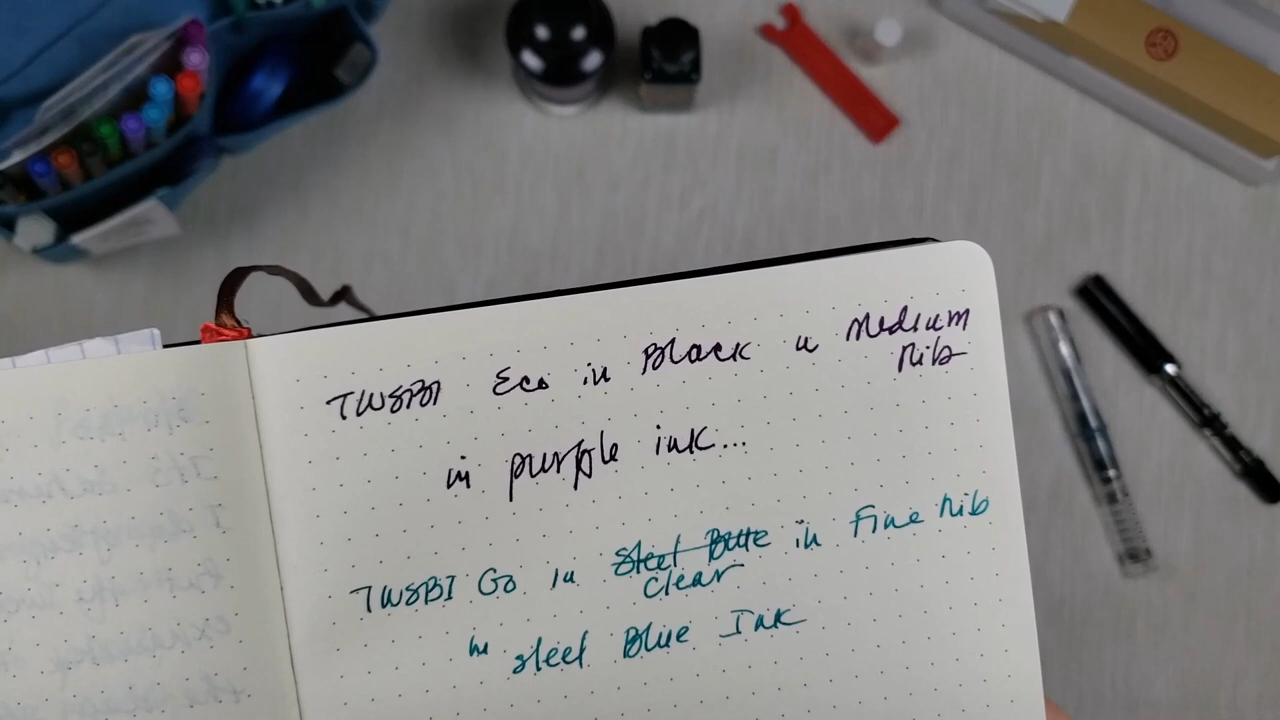 TWSBI Eco in Black in Medium
Nib
in purple ink...
TWSBI Go in Steel Blue in Fine Nib
Clear
in Steel Blue Ink